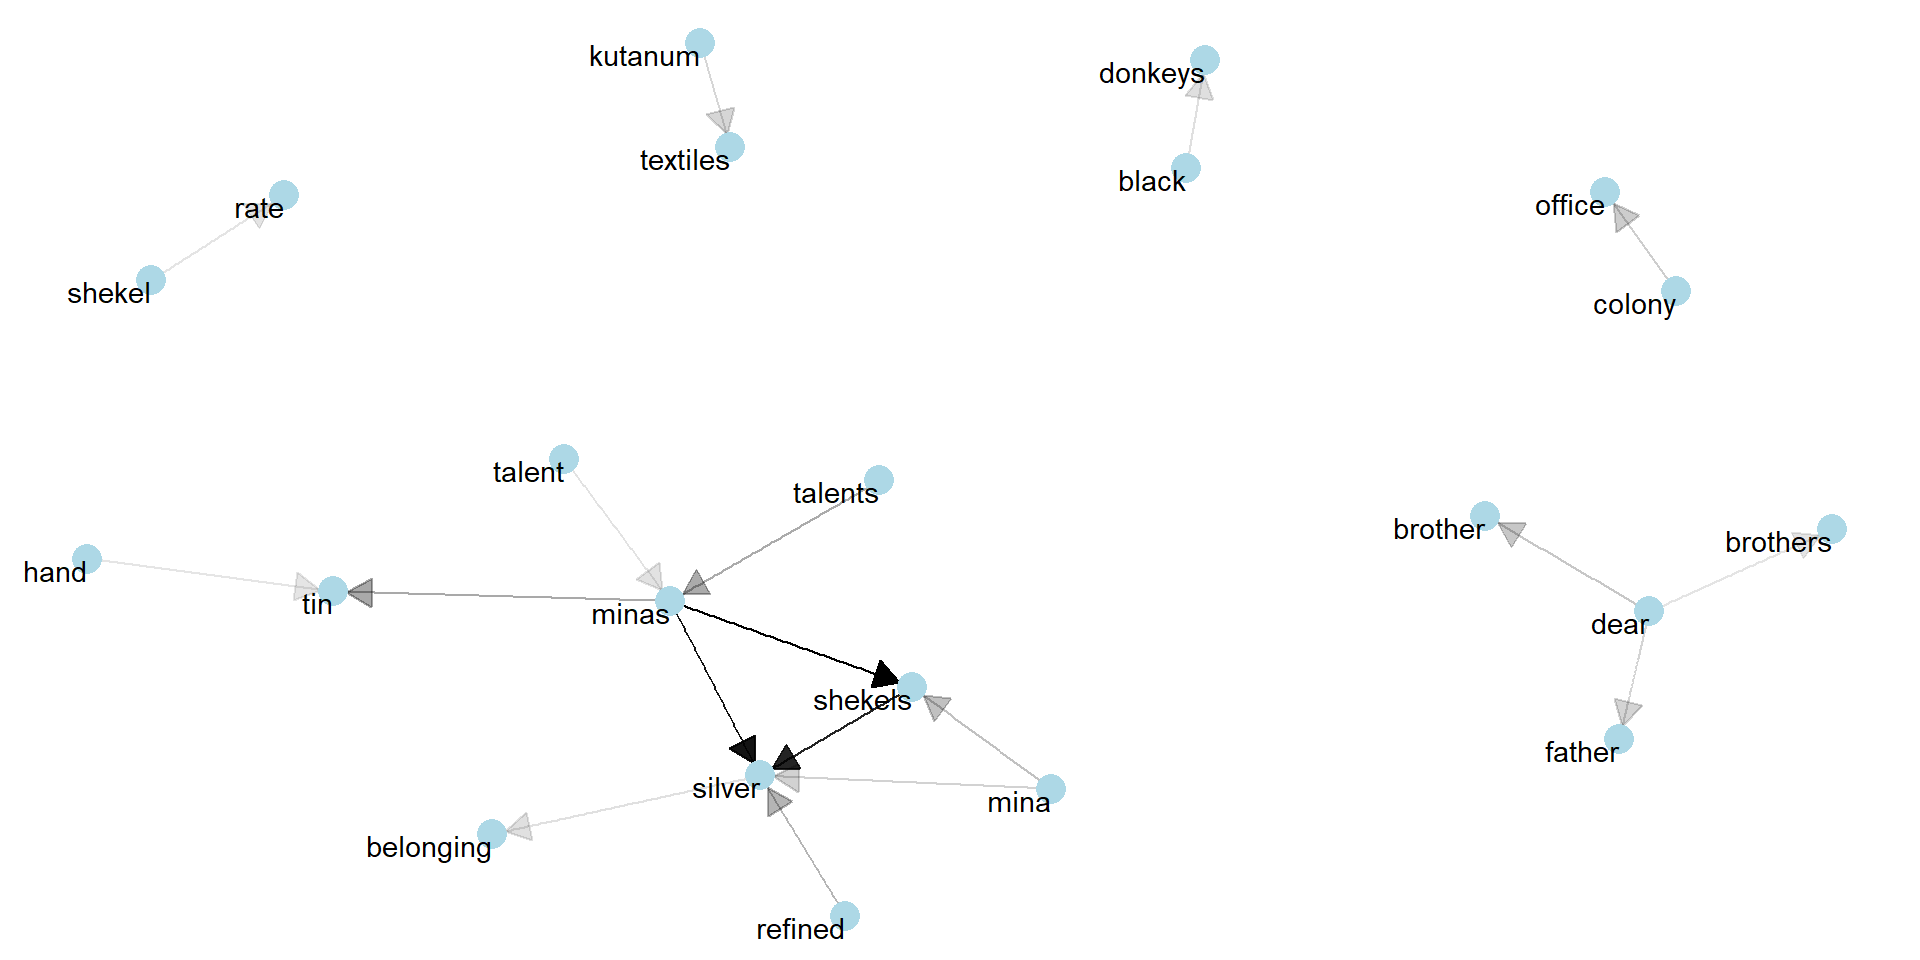 kutanum
donkeys
textiles
black
rate
office
shekel
colony
talent
talents
brother
brothers
hand
tin
minas
dear
shekels
father
silver
mina
belonging
refined